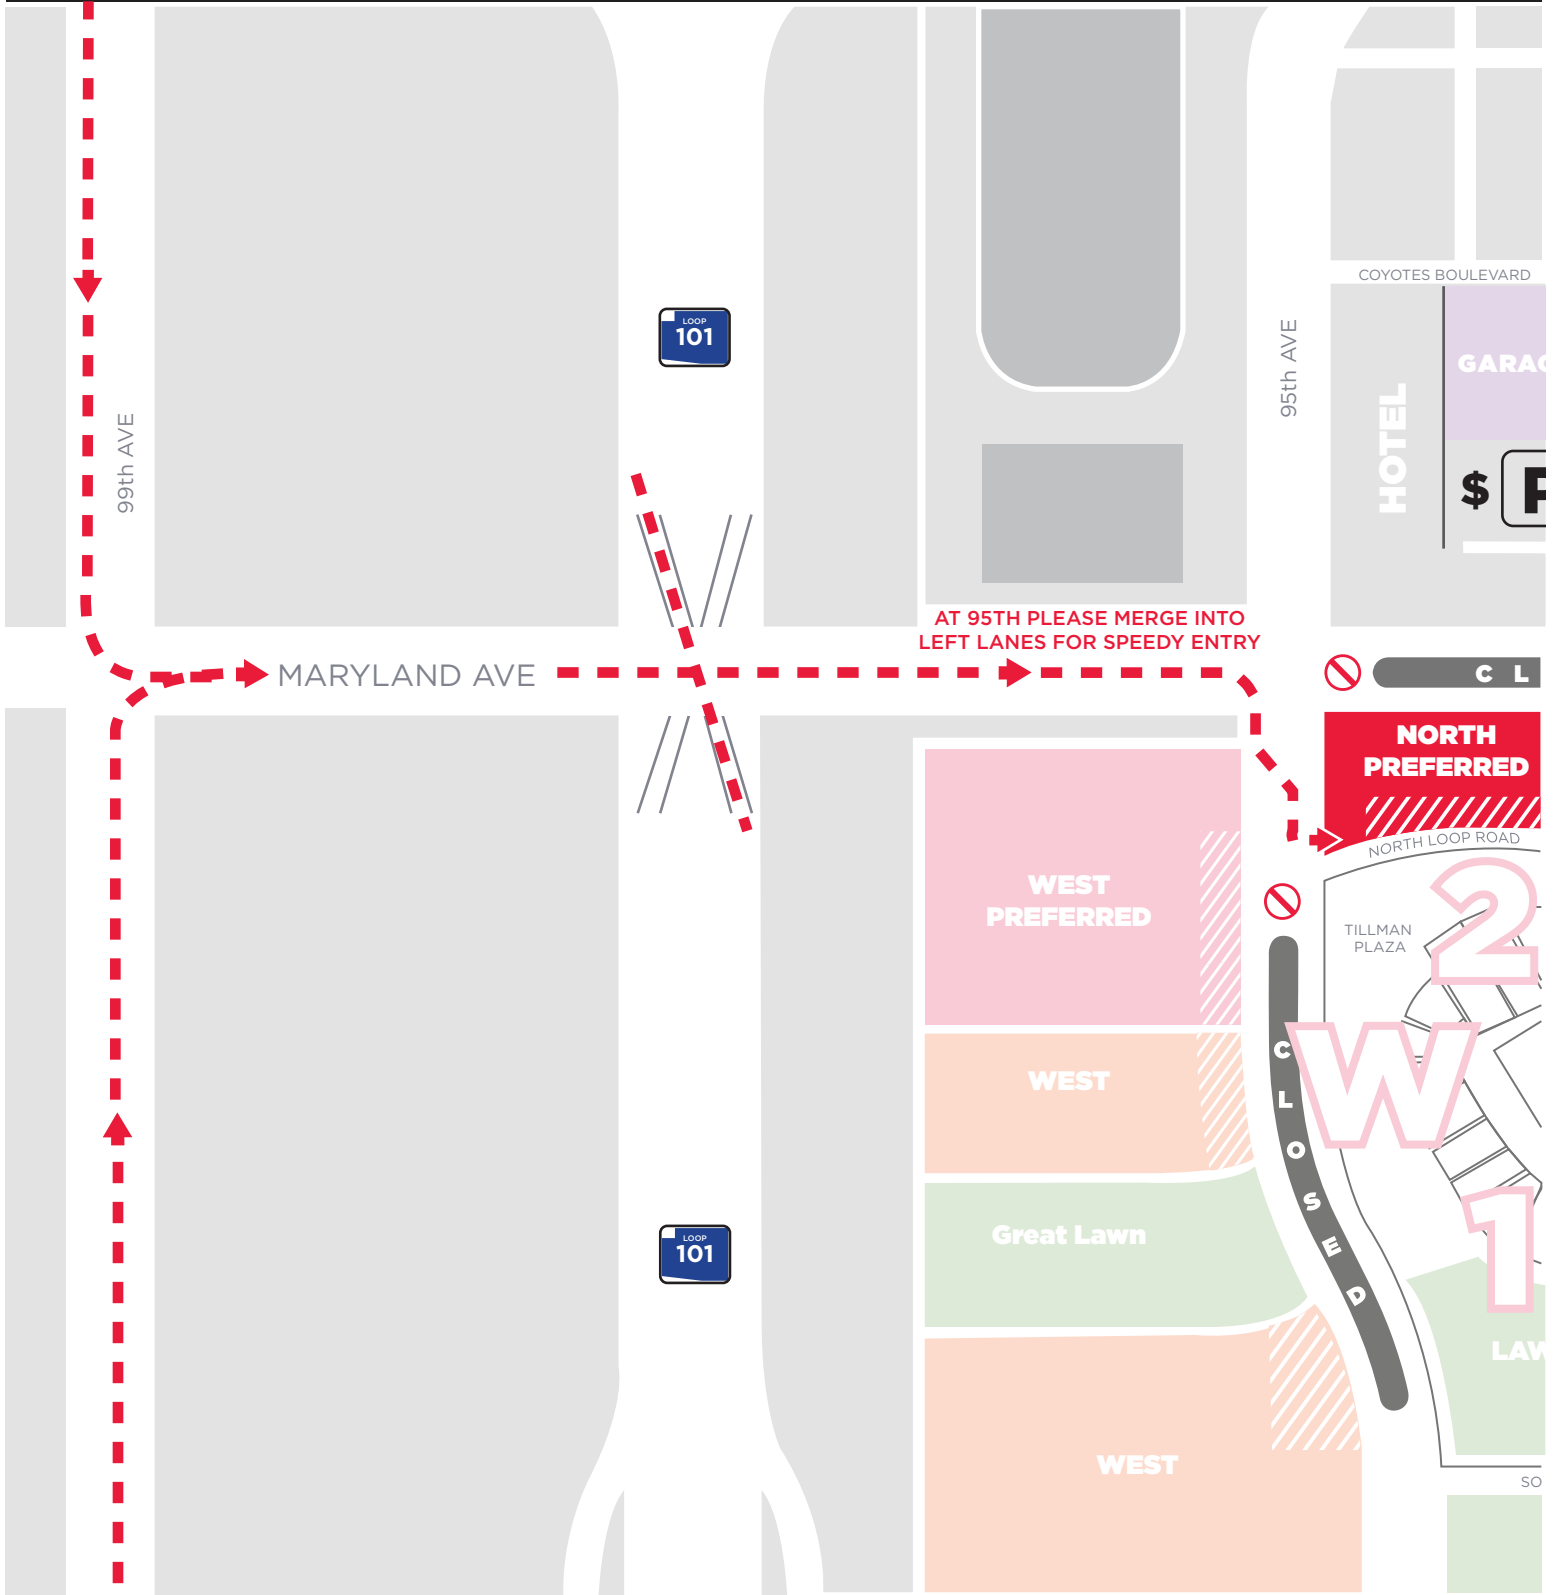 COYOTES BOULEVARD
LOOP
101
95th AVE
GARAG
HOTEL
99th AVE
$ P
AT 95TH PLEASE MERGE INTO
LEFT LANES FOR SPEEDY ENTRY
MARYLAND AVE
C L
NORTH
PREFERRED
NORTH LOOP ROAD
WEST
PREFERRED
TILLMAN
PLAZA
2
W
1
CLOSED
WEST
Great Lawn
LOOP
101
LAW
WEST
SO